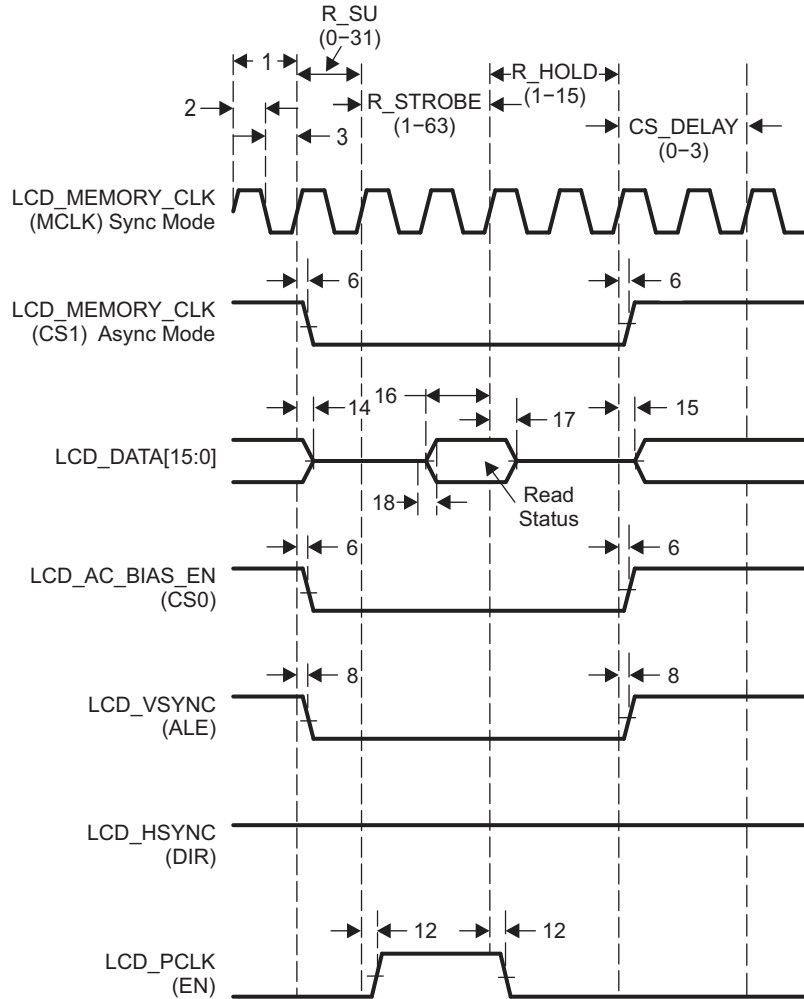 R_SU
(0−31)
1
R_HOLD
(1−15)
2
R_STROBE
(1−63)
3
CS_DELAY
(0−3)
LCD_MEMORY_CLK
(MCLK) Sync Mode
6
6
LCD_MEMORY_CLK
(CS1) Async Mode
16
14
17
15
LCD_DATA[15:0]
18
Read
Status
6
6
LCD_AC_BIAS_EN
(CS0)
8
8
LCD_VSYNC
(ALE)
LCD_HSYNC
(DIR)
12
12
LCD_PCLK
(EN)